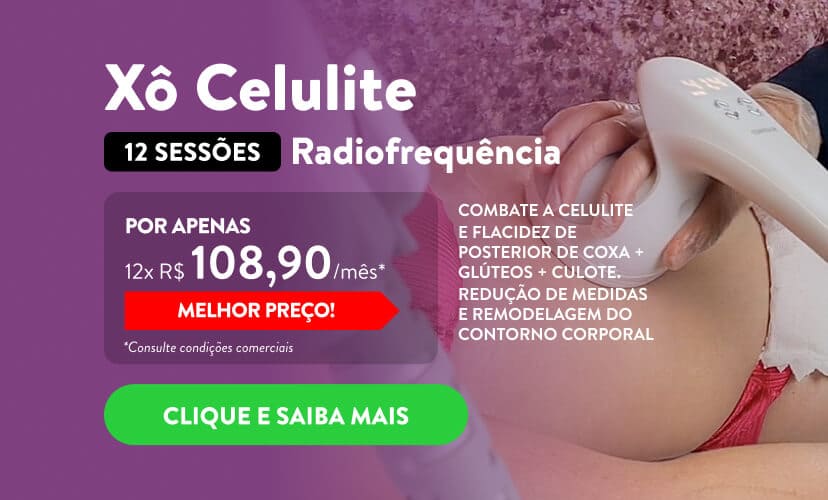 Xô Celulite
12 SESSÕES Radiofrequência
POR APENAS
12x R$ 108,90/mês*
MELHOR PREÇO!
*Consulte condições comerciais
COMBATE A CELULITE
E FLACIDEZ DE
POSTERIOR DE COXA +
GLÚTEOS + CULOTE.
REDUÇÃO DE MEDIDAS
E REMODELAGEM DO
CONTORNO CORPORAL
CLIQUE E SAIBA MAIS